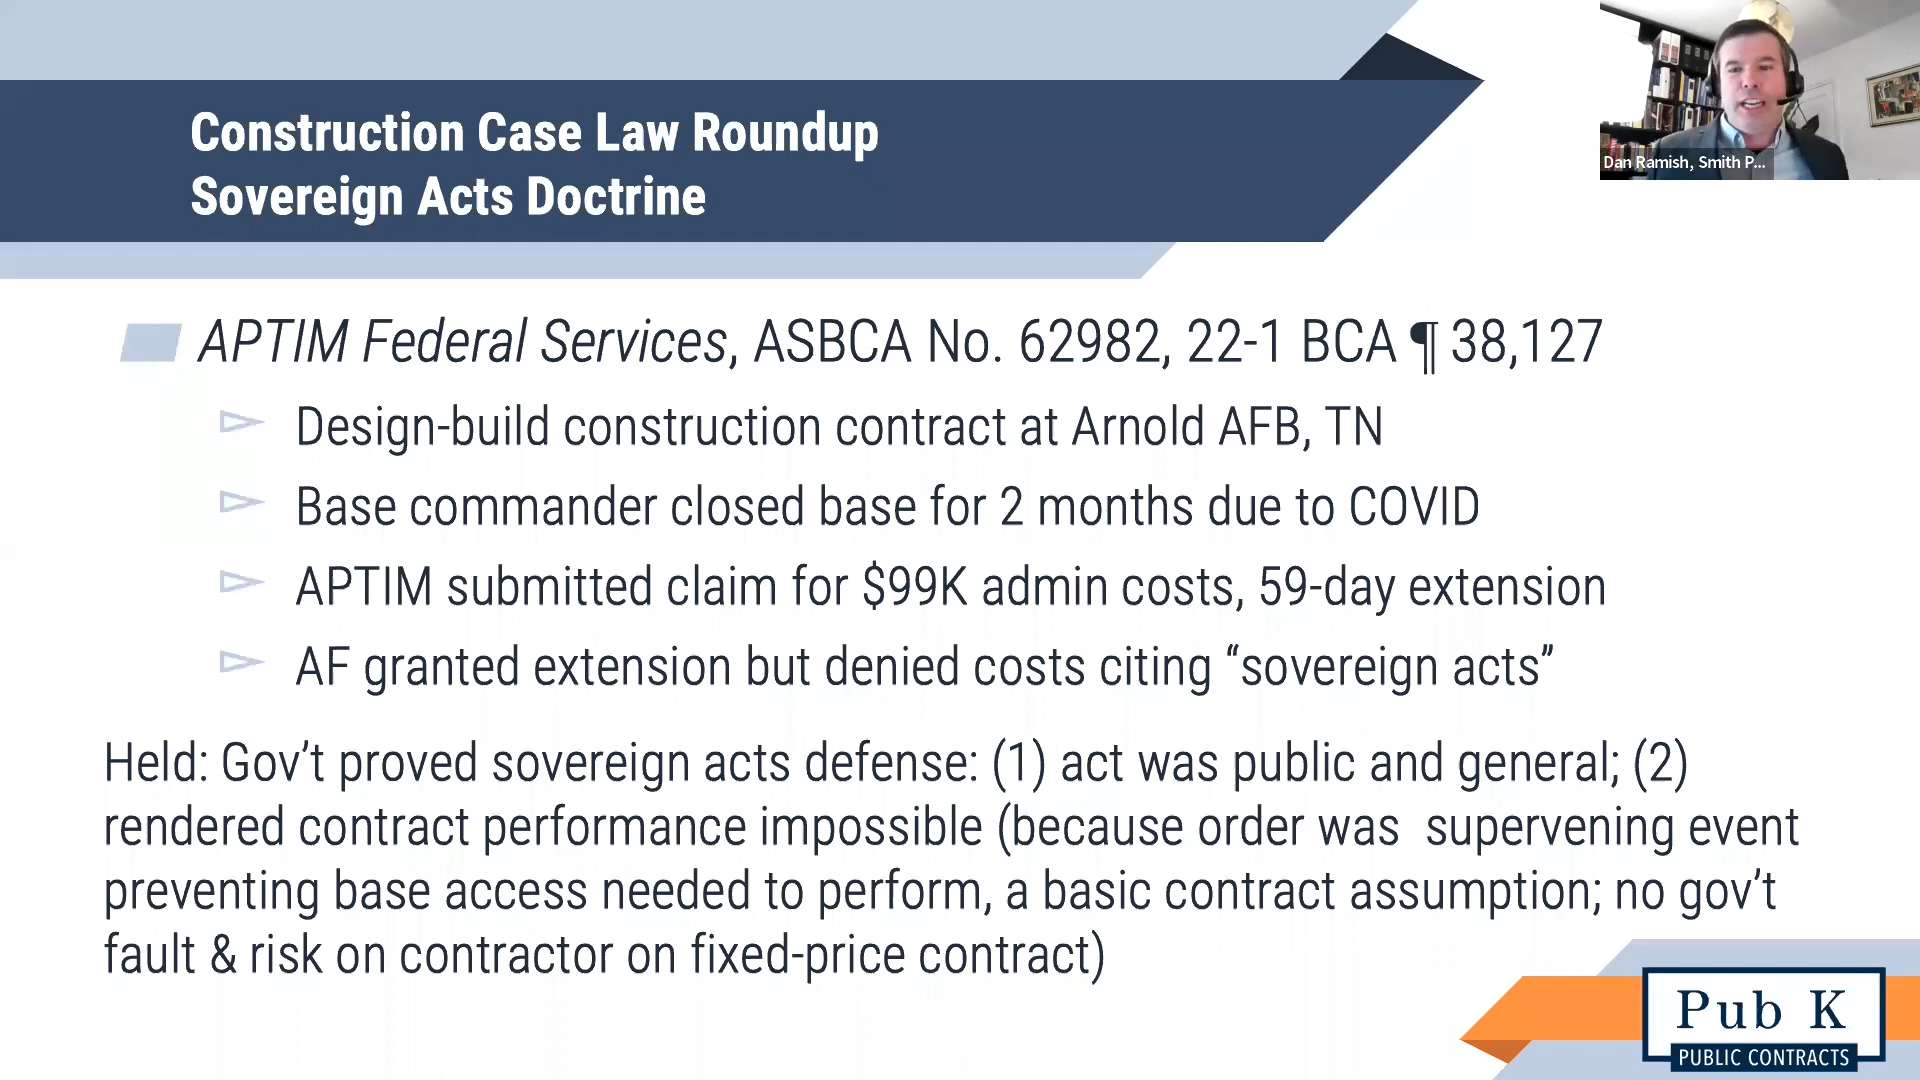 Construction Case Law Roundup
Sovereign Acts Doctrine
Dan Ramish, Smith P...
APTIM Federal Services, ASBCA No. 62982, 22-1 BCA ¶ 38,127
Design-build construction contract at Arnold AFB, TN
Base commander closed base for 2 months due to COVID
APTIM submitted claim for $99K admin costs, 59-day extension
AF granted extension but denied costs citing “sovereign acts”
Held: Gov’t proved sovereign acts defense: (1) act was public and general; (2)
rendered contract performance impossible (because order was supervening event
preventing base access needed to perform, a basic contract assumption; no gov’t
fault & risk on contractor on fixed-price contract)
Pub K
PUBLIC CONTRACTS